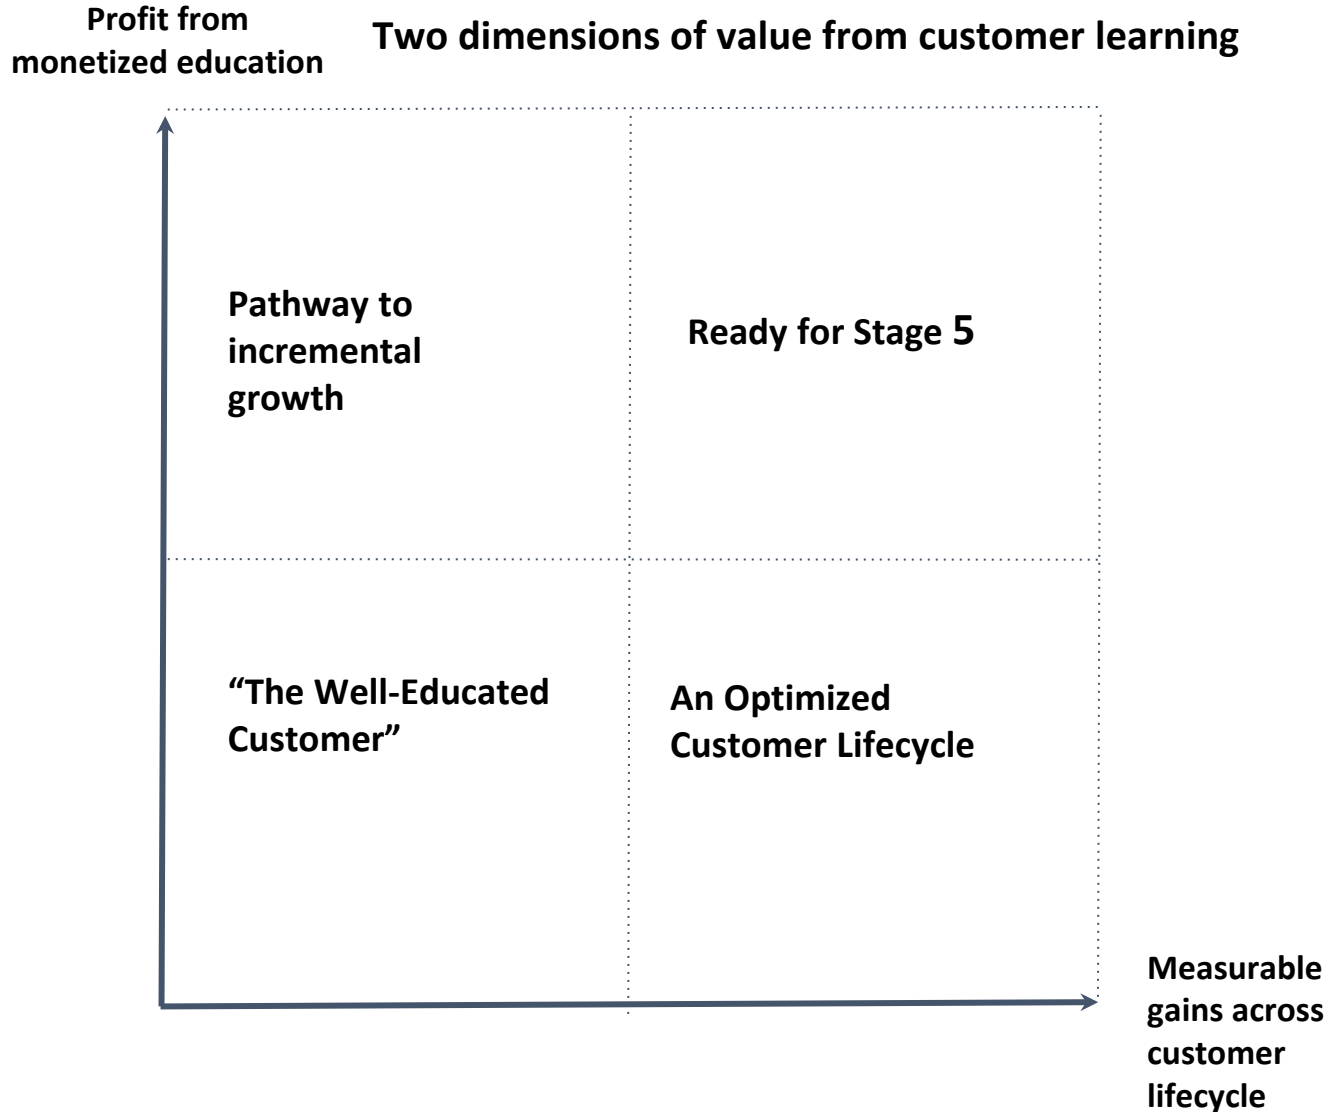 Profit from
monetized education
Two dimensions of value from customer learning
Pathway to
incremental
growth
Ready for Stage 5
“The Well-Educated
Customer”
An Optimized
Customer Lifecycle
Measurable
gains across
customer
lifecycle